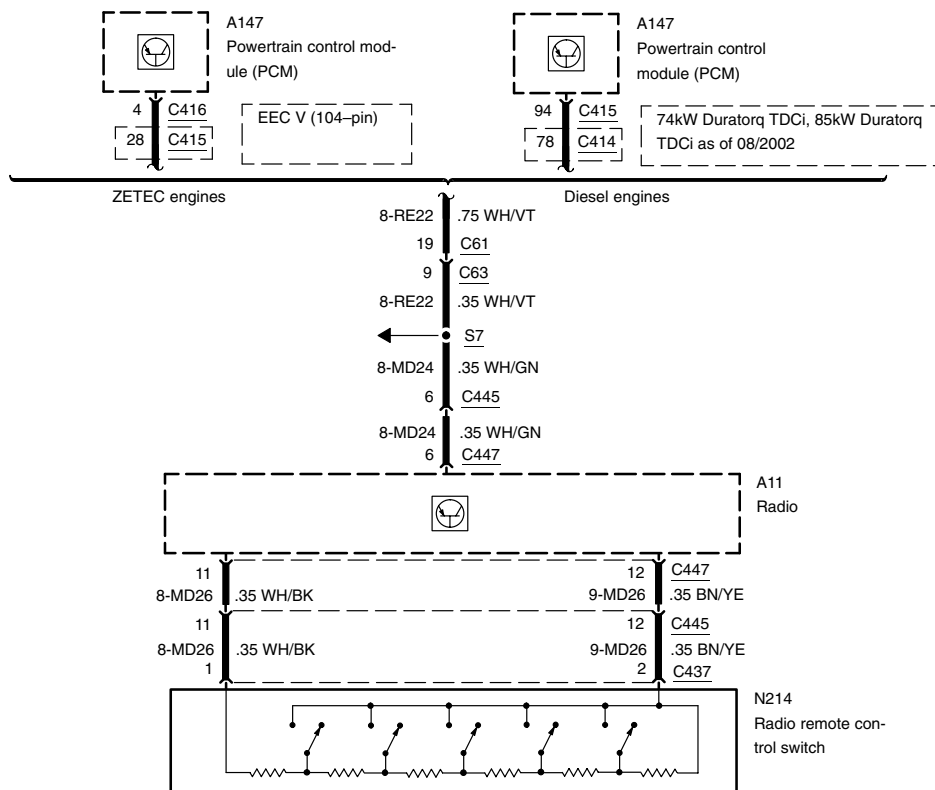 A147
Powertrain control mod-
ule (PCM)
4 C416
28 C415
EEC V (104–pin)
A147
Powertrain control
module (PCM)
94 C415
78 C414
74kW Duratorq TDCi, 85kW Duratorq
TDCi as of 08/2002
ZETEC engines
Diesel engines
8-RE22 .75 WH/VT
19 C61
9 C63
8-RE22 .35 WH/VT
S7
8-MD24 .35 WH/GN
6 C445
8-MD24 .35 WH/GN
6 C447
A11
Radio
11 12 C447
8-MD26 .35 WH/BK 9-MD26 .35 BN/YE
11 12 C445
8-MD26 .35 WH/BK 9-MD26 .35 BN/YE
1 2 C437
N214
Radio remote con-
trol switch